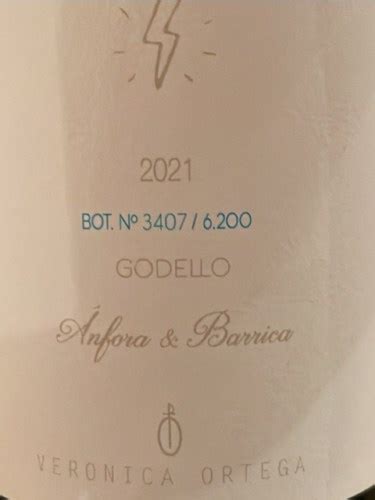 2021
BOT. Nº 3407 / 6.200
GODELLO
Ánfora & Barrica
VERONICA ORTEGA